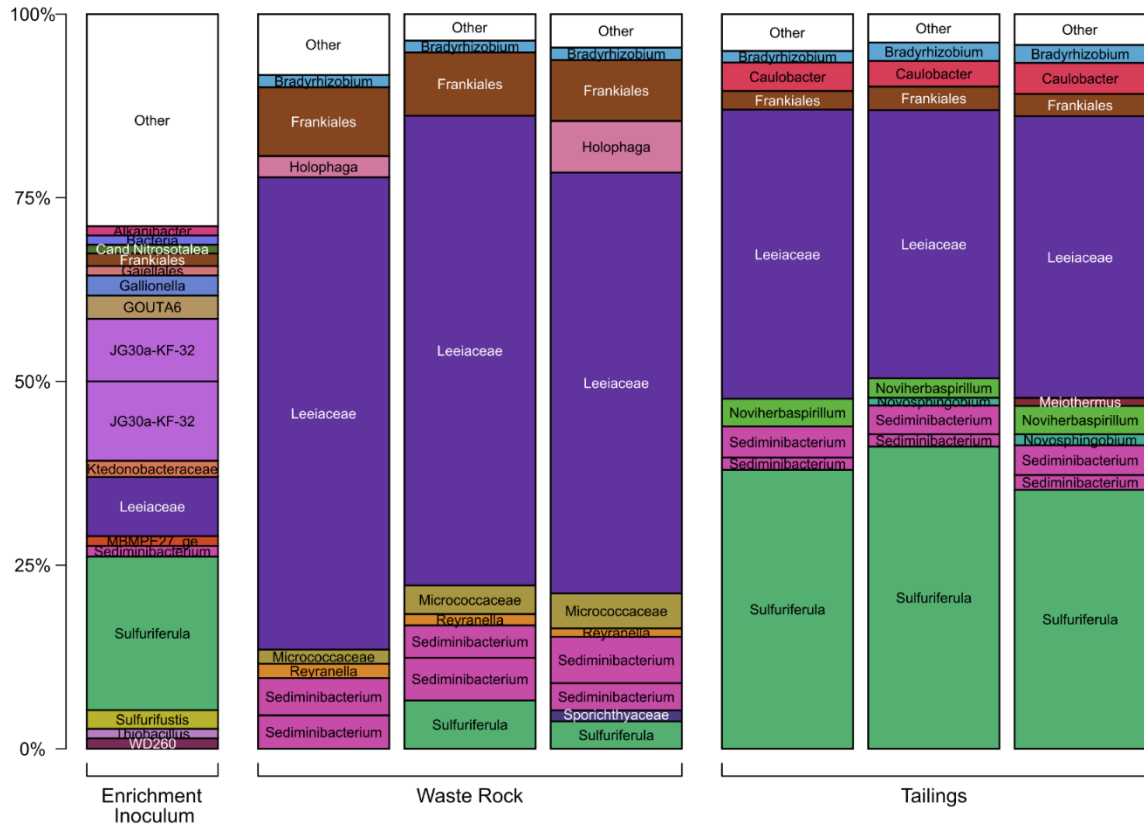 100%
75%
50%
25%
0%
Other
Alkanibacter
Bacteria
Cand Nitrosotalea
Frankiales
Gaiellales
Gallionella
GOUTA6
JG30a-KF-32
JG30a-KF-32
Ktedonobacteraceae
Leeiaceae
MBMPE27_ge
Sediminibacterium
Sulfuriferula
Sulfurifustis
Thiobacillus
WD260
Other
Bradyrhizobium
Frankiales
Holophaga
Leeiaceae
Micrococcaceae
Reyranella
Sediminibacterium
Sediminibacterium
Other
Bradyrhizobium
Frankiales
Leeiaceae
Micrococcaceae
Reyranella
Sediminibacterium
Sediminibacterium
Sulfuriferula
Other
Bradyrhizobium
Frankiales
Holophaga
Leeiaceae
Micrococcaceae
Reyranella
Sediminibacterium
Sediminibacterium
Sporichthyaceae
Sulfuriferula
Other
Bradyrhizobium
Caulobacter
Frankiales
Leeiaceae
Noviherbaspirillum
Sediminibacterium
Sediminibacterium
Sulfuriferula
Other
Bradyrhizobium
Caulobacter
Frankiales
Leeiaceae
Noviherbaspirillum
Novosphingobium
Sediminibacterium
Sediminibacterium
Sulfuriferula
Other
Bradyrhizobium
Caulobacter
Frankiales
Leeiaceae
Meiothermus
Noviherbaspirillum
Novosphingobium
Sediminibacterium
Sediminibacterium
Sulfuriferula
Enrichment
Inoculum
Waste Rock
Tailings